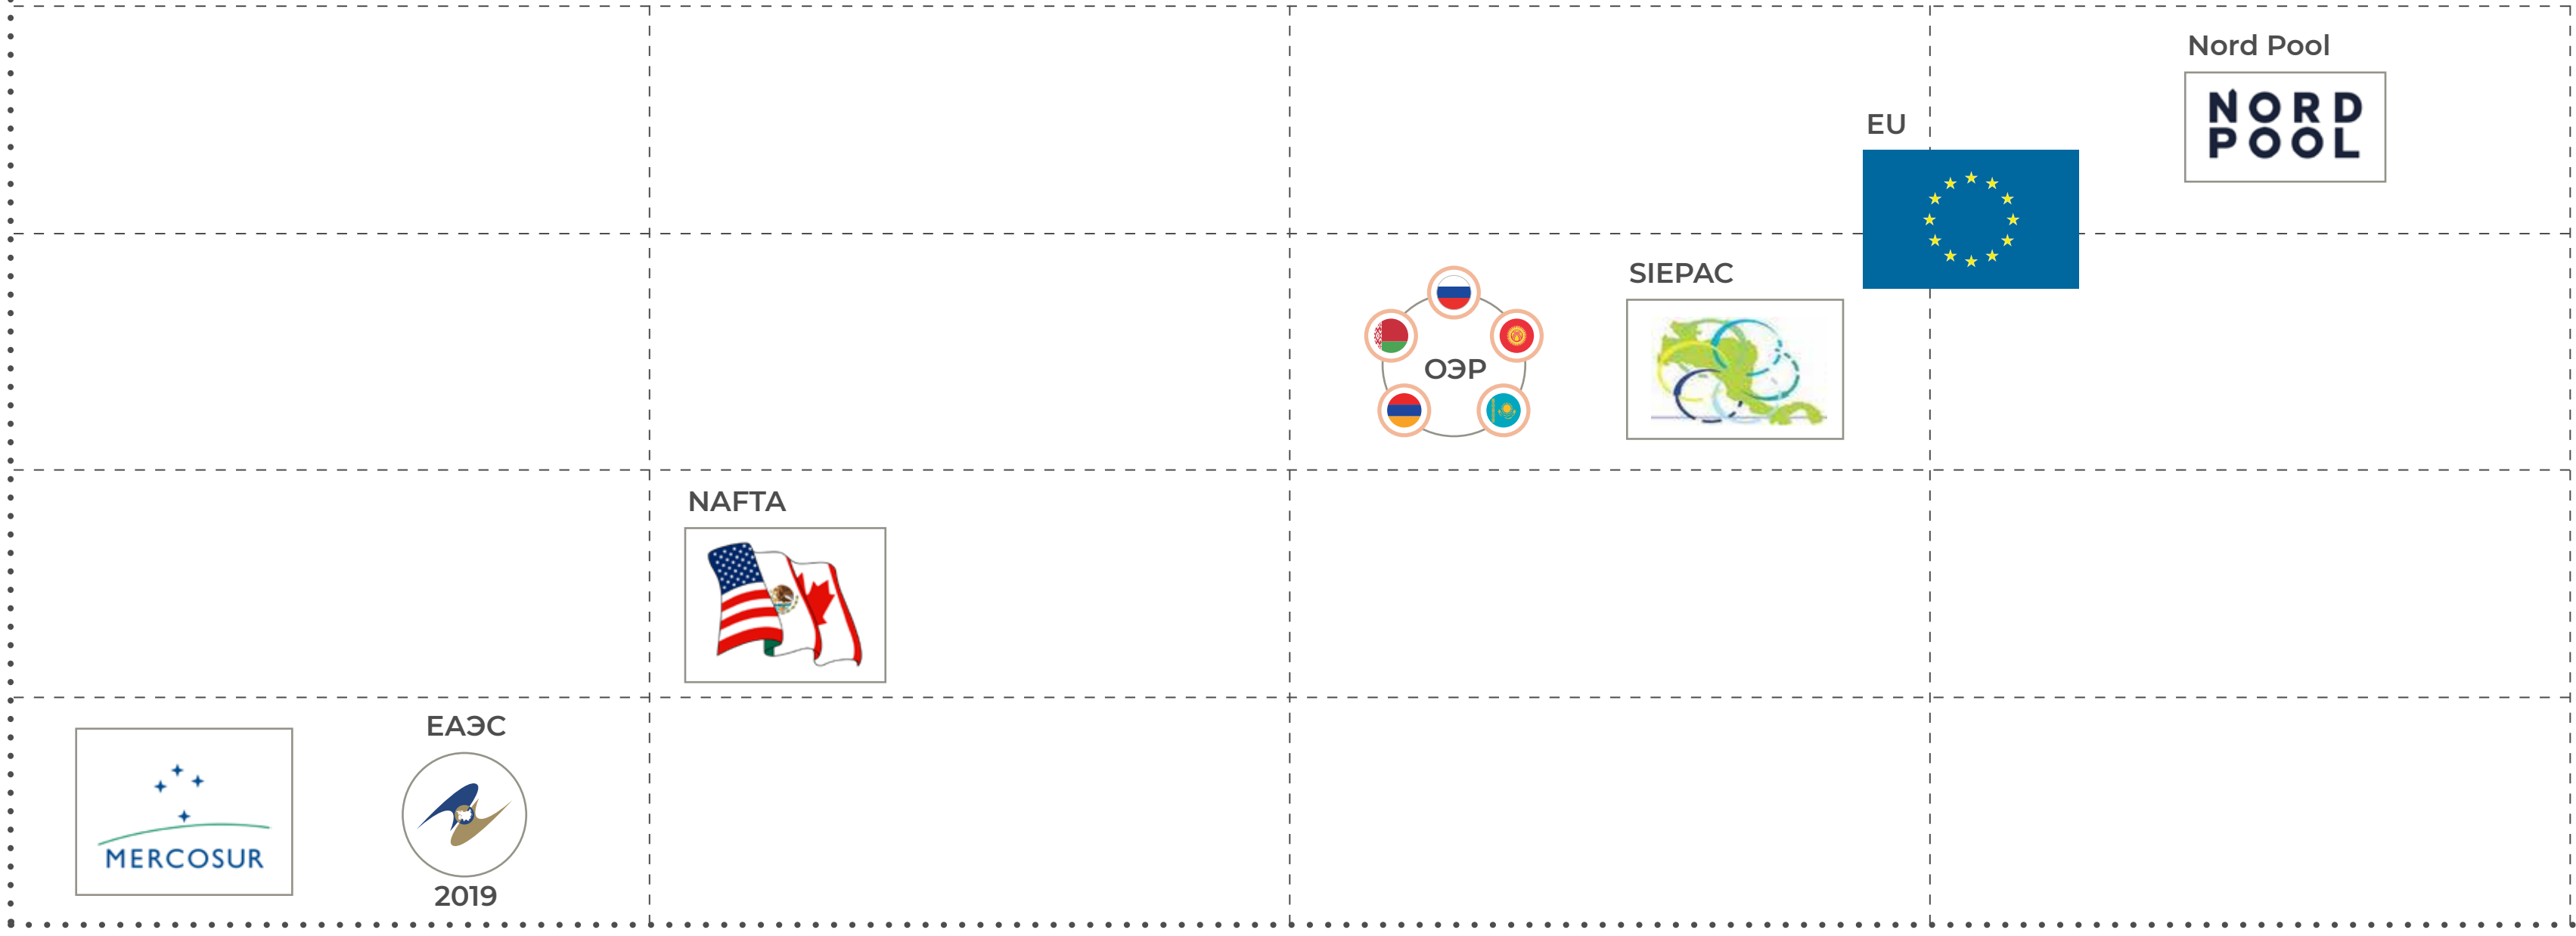 Nord Pool
NORD
POOL
EU
SIEPAC
ОЭР
NAFTA
ЕАЭС
MERCOSUR
2019